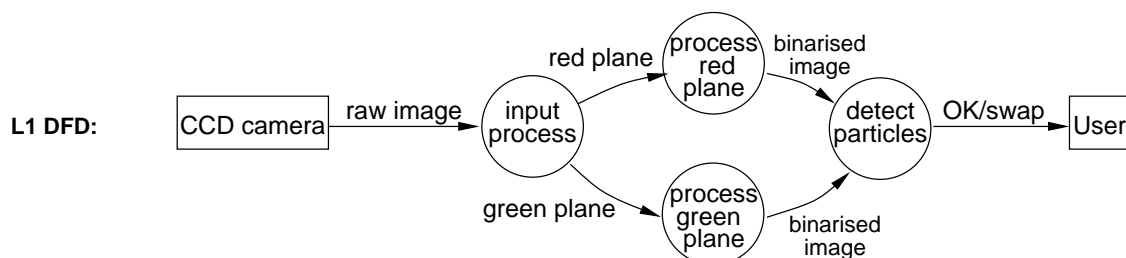 L1 DFD:
CCD camera
raw image
input
process
red plane
green plane
process
red
plane
process
green
plane
binarised
image
binarised
image
detect
particles
OK/swap
User